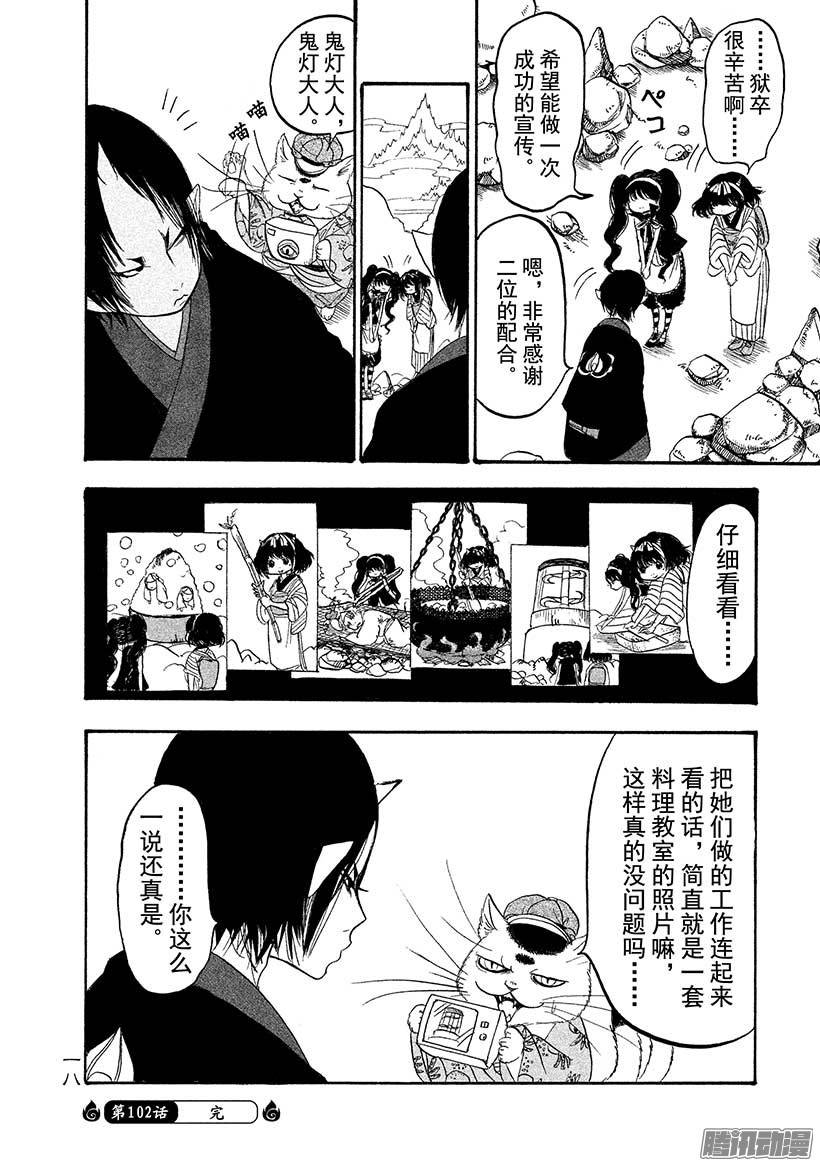 ……狱卒
很辛苦啊……
ペコ
希望能做一次
成功的宣传。
嗯，非常感谢
二位的配合。
鬼灯大人，
鬼灯大人。
喵
喵
仔细看看……
把她们做的工作连起来
看的话，简直就是一套
料理教室的照片嘛，
这样真的没问题吗……
………你这么
一说还真是。
一八
第102话 完
腾讯动漫